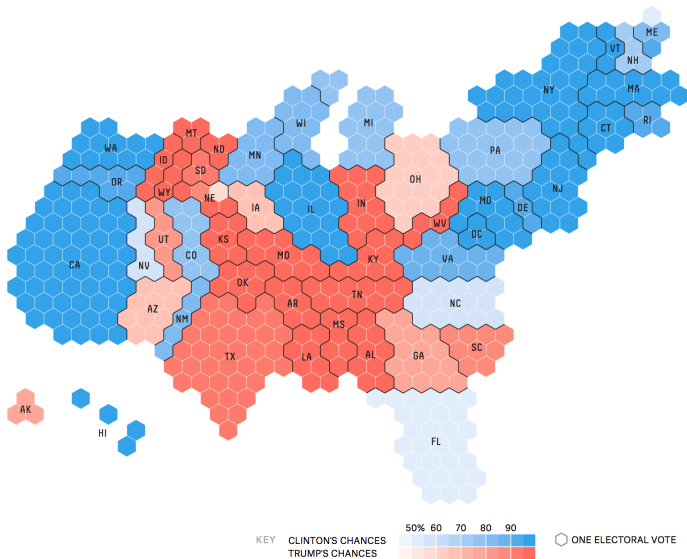 ME
VT
NH
NY
MA
WI
MI
CT
RI
MT
WA
ND
PA
ID
MN
SD
OH
OR
WY
NE
IN
NJ
IA
IL
MD
DE
WV
DC
UT
KS
CO
MO
KY
VA
CA
NV
OK
TN
NC
AZ
NM
AR
MS
TX
LA
AL
GA
SC
AK
HI
FL
50% 60 70 80 90
KEY CLINTON'S CHANCES
TRUMP'S CHANCES
ONE ELECTORAL VOTE